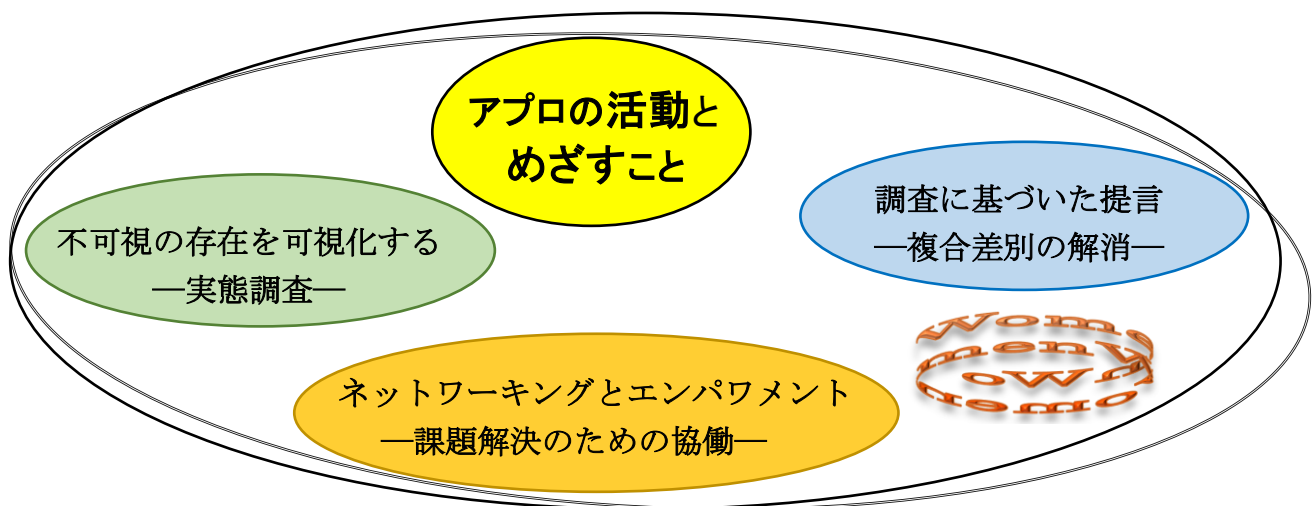 アプロの活動と
めざすこと
調査に基づいた提言
―複合差別の解消―
不可視の存在を可視化する
―実態調査―
ネットワーキングとエンパワメント
―課題解決のための協働―